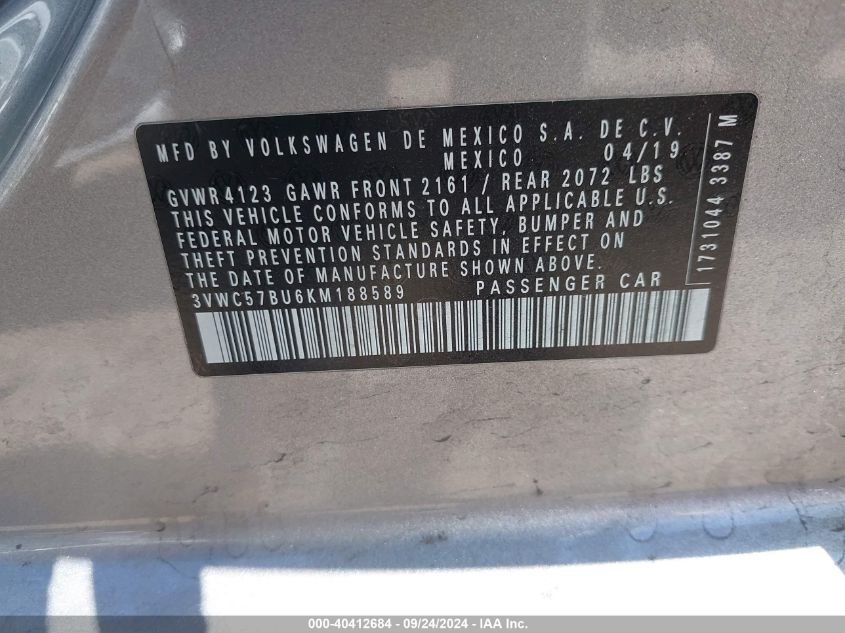 MFD BY VOLKSWAGEN DE MEXICO S.A. DE C.V.
MEXICO 04/19
GVWR 4123 GAWR FRONT 2161 / REAR 2072 LBS
THIS VEHICLE CONFORMS TO ALL APPLICABLE U.S.
FEDERAL MOTOR VEHICLE SAFETY, BUMPER AND
THEFT PREVENTION STANDARDS IN EFFECT ON
THE DATE OF MANUFACTURE SHOWN ABOVE.
3VWC57BU6KM188589 PASSENGER CAR
1731044 3387 M
000-40412684 - 09/24/2024 - IAA Inc.